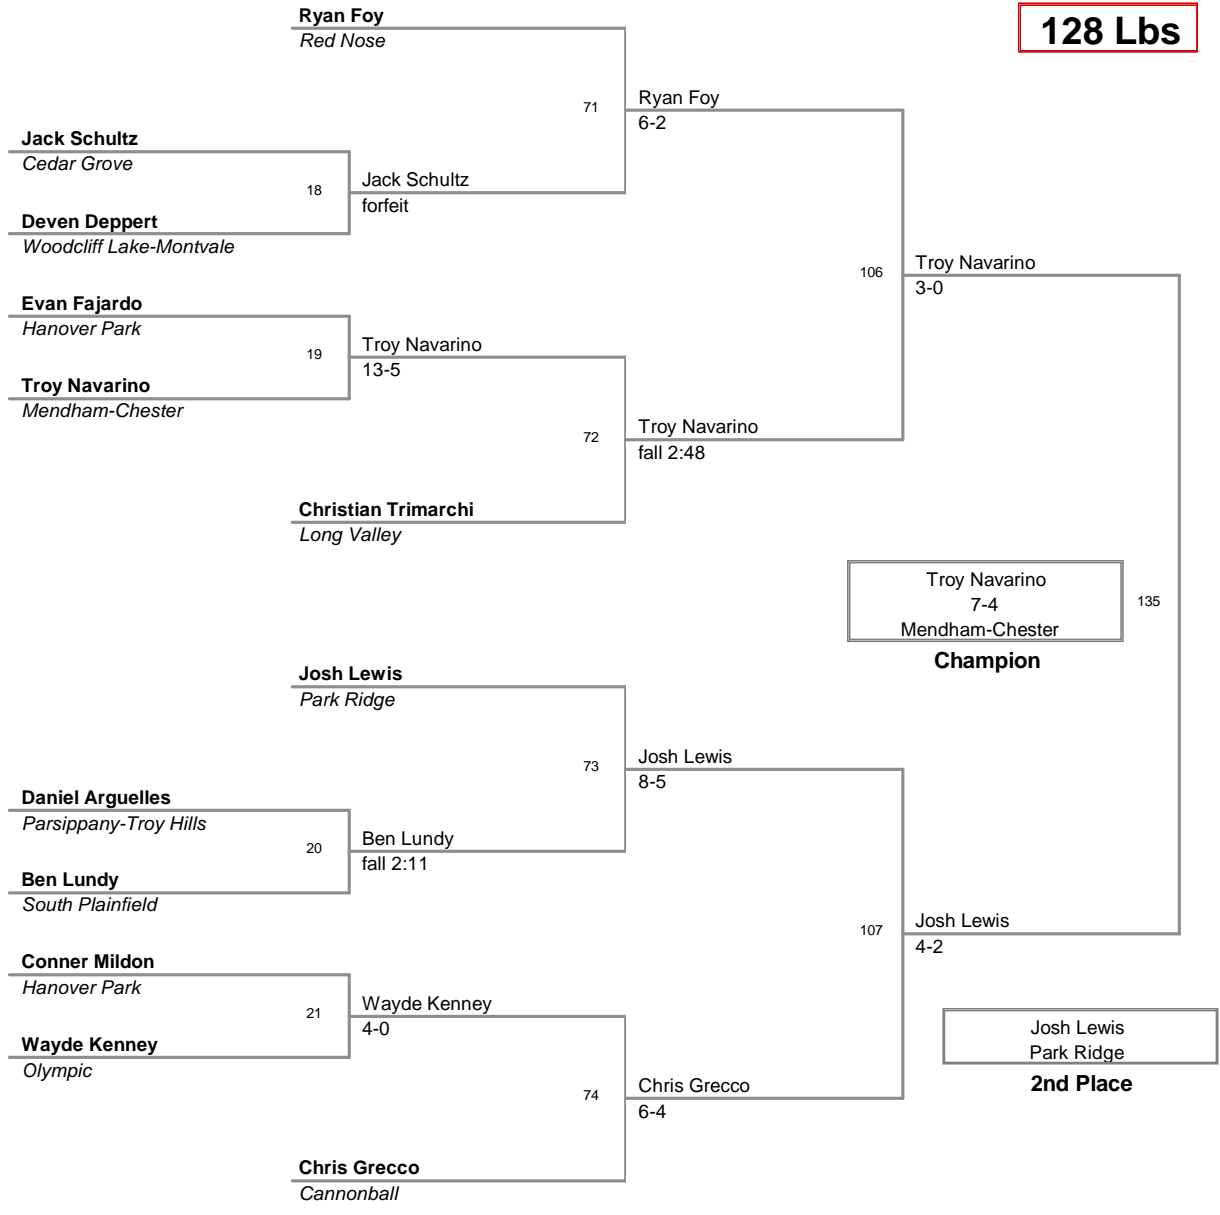 Ryan Foy
Red Nose
128 Lbs
71
Ryan Foy
6-2
Jack Schultz
Cedar Grove
18
Jack Schultz
forfeit
Deven Deppert
Woodcliff Lake-Montvale
106
Troy Navarino
3-0
Evan Fajardo
Hanover Park
19
Troy Navarino
13-5
Troy Navarino
Mendham-Chester
72
Troy Navarino
fall 2:48
Christian Trimarchi
Long Valley
Troy Navarino
7-4
Mendham-Chester
Champion
135
Josh Lewis
Park Ridge
73
Josh Lewis
8-5
Daniel Arguelles
Parsippany-Troy Hills
20
Ben Lundy
fall 2:11
Ben Lundy
South Plainfield
107
Josh Lewis
4-2
Conner Mildon
Hanover Park
21
Wayde Kenney
4-0
Wayde Kenney
Olympic
Josh Lewis
Park Ridge
2nd Place
74
Chris Grecco
6-4
Chris Grecco
Cannonball